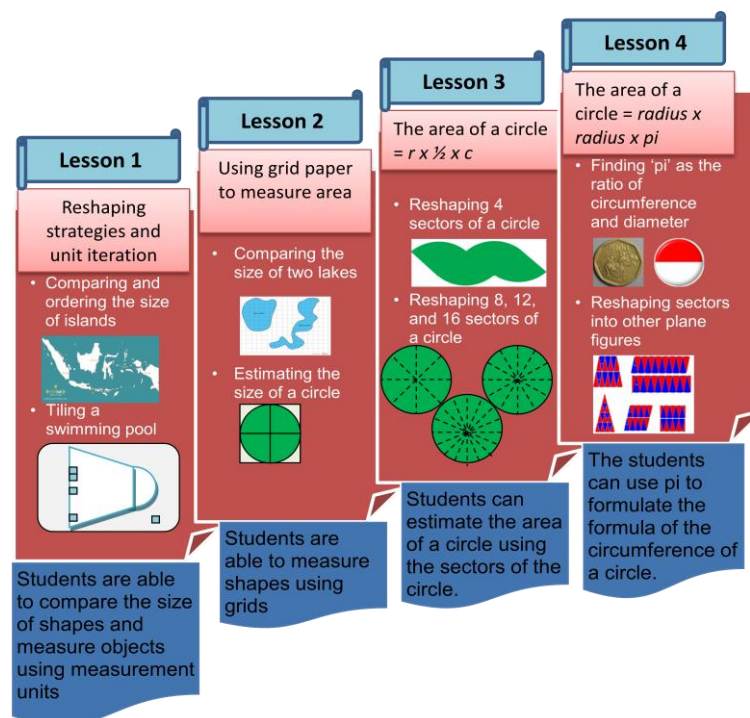 Lesson 1
Reshaping
strategies and
unit iteration
• Comparing and
ordering the size
of islands
• Tiling a
swimming pool
Students are able
to compare the size
of shapes and
measure objects
using measurement
units
Lesson 2
Using grid paper
to measure area
• Comparing the
size of two lakes
• Estimating the
size of a circle
Students are able
to measure
shapes using
grids
Lesson 3
The area of a circle
= r x ½ x c
• Reshaping 4
sectors of a circle
• Reshaping 8, 12,
and 16 sectors of
a circle
Students can
estimate the area
of a circle using
the sectors of the
circle.
Lesson 4
The area of a
circle = radius x
radius x pi
• Finding ‘pi’ as the
ratio of
circumference
and diameter
• Reshaping sectors
into other plane
figures
The students
can use pi to
formulate the
formula of the
circumference of
a circle.